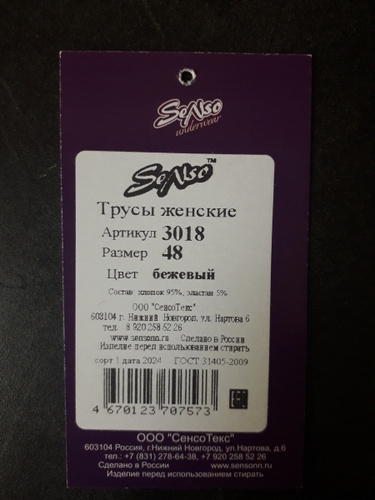 SeNso
underwear
SeNso™
Трусы женские
Артикул 3018
Размер 48
Цвет бежевый
Состав хлопок 95%, эластан 5%
ООО "СенсоТекс"
603104 г. Нижний Новгород, ул. Нартова 6
тел. 8 920 258 52 26
www.sensonn.ru Сделано в России
Изделие перед использованием стирать
сорт 1 дата 2024 ГОСТ 31405-2009
4 670123 707573
EAC
ООО "СенсоТекс"
603104 Россия, г.Нижний Новгород, ул.Нартова, д.6
тел.: +7 (831) 278-64-38, +7 920 258 52 26
Сделано в России www.sensonn.ru
Изделие перед использованием стирать